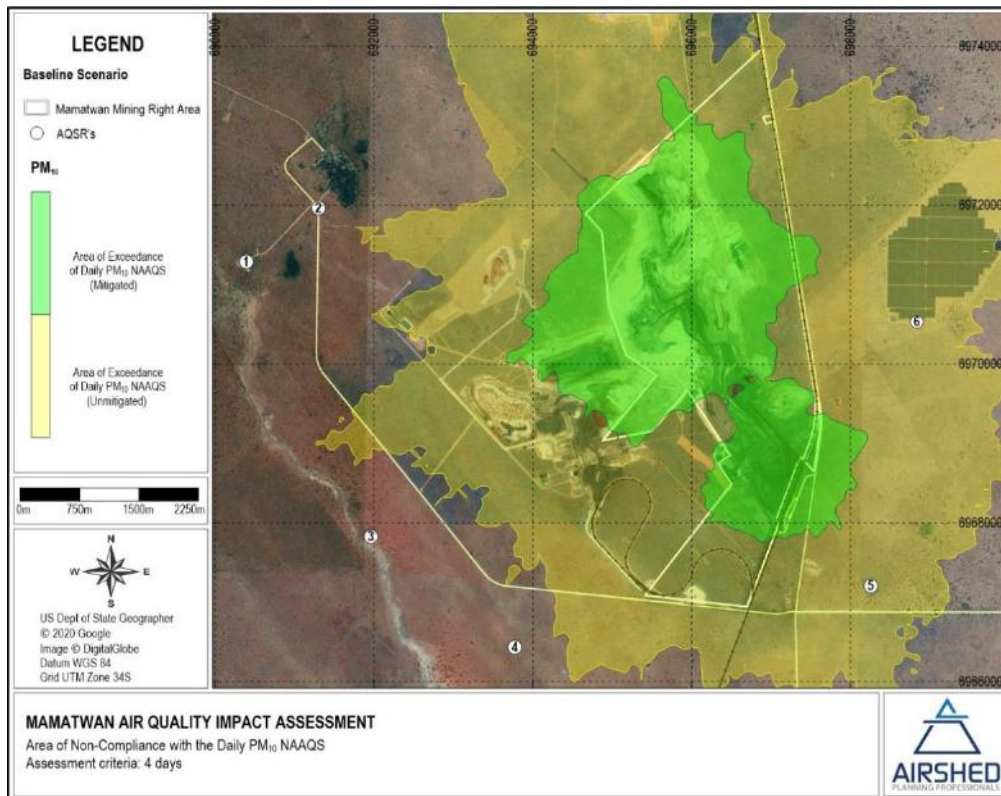 LEGEND
Baseline Scenario
Mamatwan Mining Right Area
AQSR's
PM₁₀
Area of Exceedance
of Daily PM₁₀ NAAQS
(Mitigated)
Area of Exceedance
of Daily PM₁₀ NAAQS
(Unmitigated)
0m 750m 1500m 2250m
N
W E
S
US Dept of State Geographer
© 2020 Google
Image © DigitalGlobe
Datum WGS 84
Grid UTM Zone 34S
690000 692000 694000 696000 698000
6974000
6972000
6970000
6968000
6966000
1
2
3
4
5
6
MAMATWAN AIR QUALITY IMPACT ASSESSMENT
Area of Non-Compliance with the Daily PM₁₀ NAAQS
Assessment criteria: 4 days
AIRSHED
PLANNING PROFESSIONALS